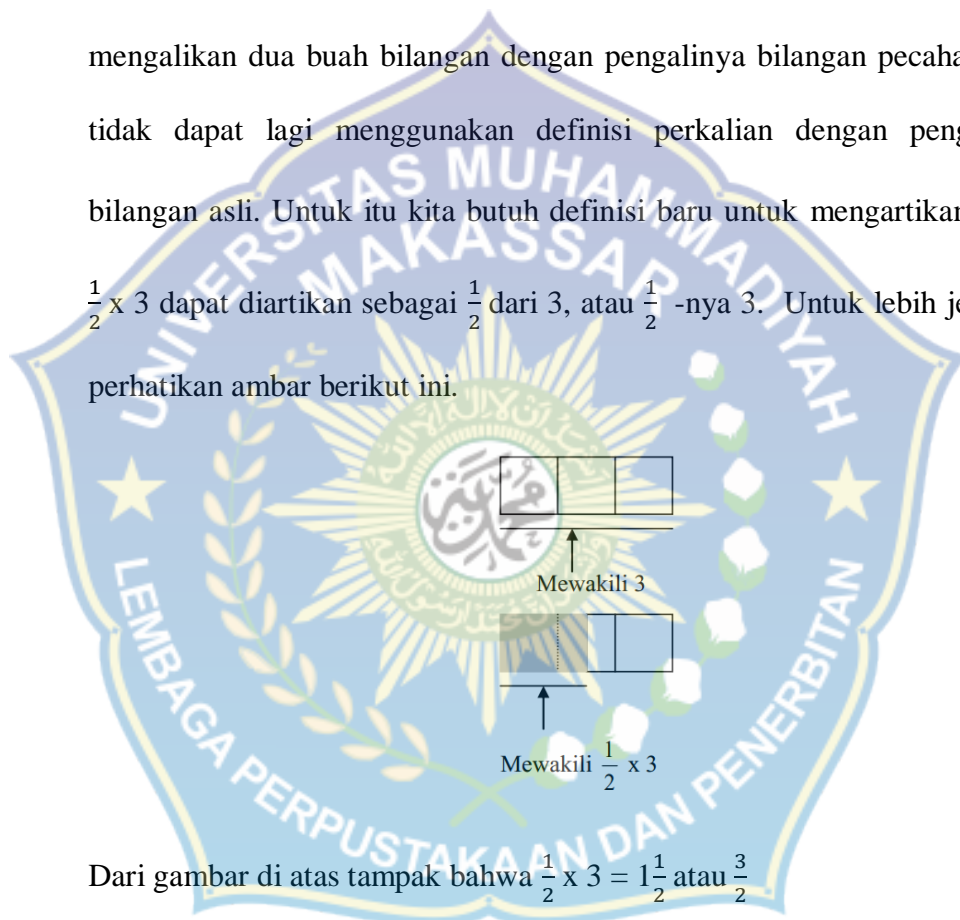 mengalikan dua buah bilangan dengan pengalinya bilangan pecaha
tidak dapat lagi menggunakan definisi perkalian dengan peng
bilangan asli. Untuk itu kita butuh definisi baru untuk mengartikan
1/2 x 3 dapat diartikan sebagai 1/2 dari 3, atau 1/2 -nya 3. Untuk lebih je
perhatikan ambar berikut ini.
Mewakili 3
Mewakili 1/2 x 3
Dari gambar di atas tampak bahwa 1/2 x 3 = 1 1/2 atau 3/2
UNIVERSITAS MUHAMMADIYAH
MAKASSAR
LEMBAGA PERPUSTAKAAN DAN PENERBITAN